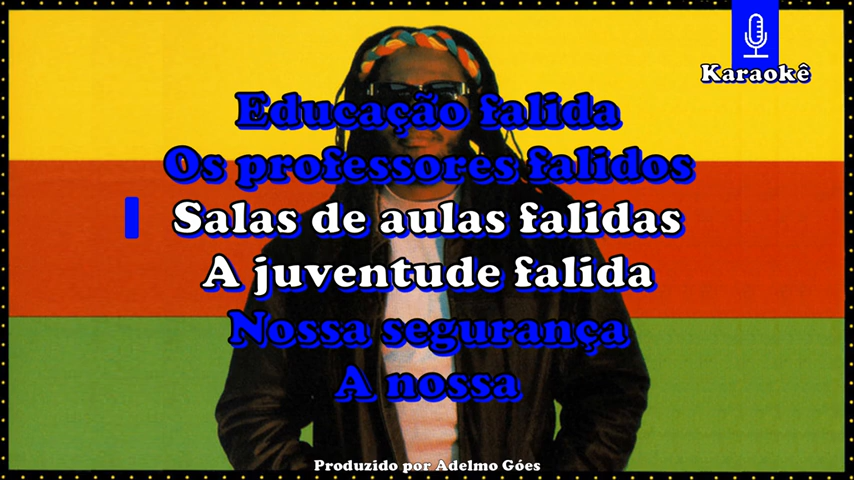 Karaokê
Educação falida
Os professores falidos
Salas de aulas falidas
A juventude falida
Nossa segurança
A nossa
Produzido por Adelmo Góes